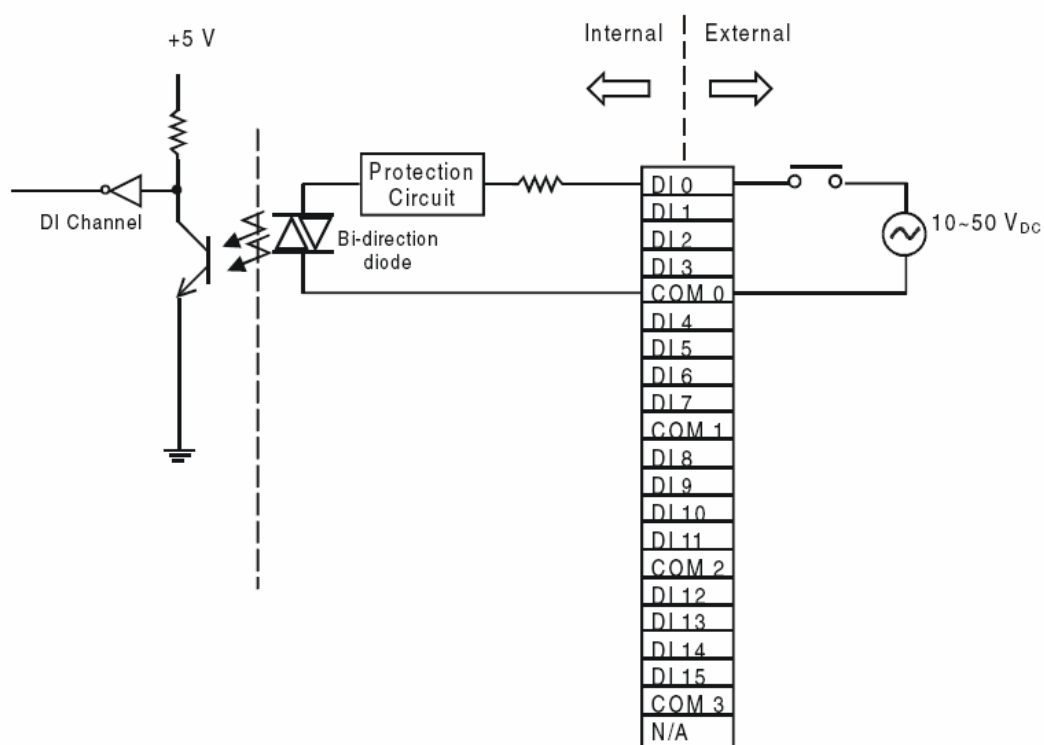 +5 V
Internal
External
Protection
Circuit
DI Channel
Bi-direction
diode
10~50 VDC
DI 0
DI 1
DI 2
DI 3
COM 0
DI 4
DI 5
DI 6
DI 7
COM 1
DI 8
DI 9
DI 10
DI 11
COM 2
DI 12
DI 13
DI 14
DI 15
COM 3
N/A